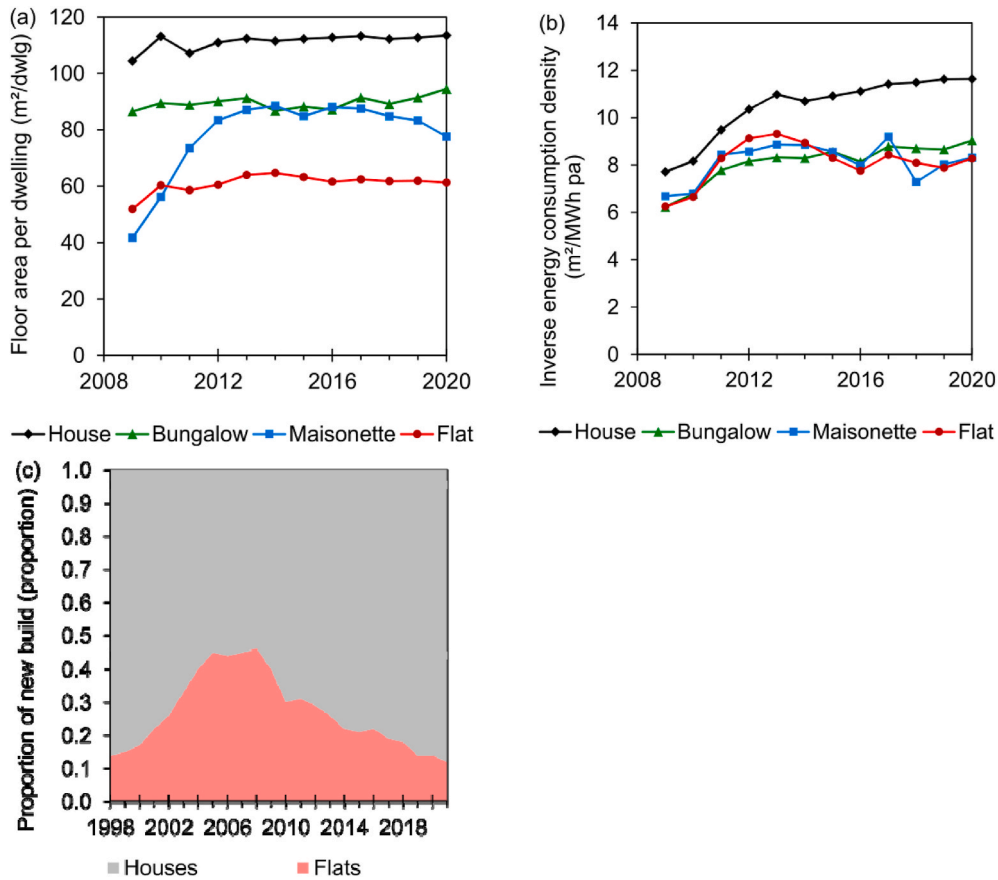 (a)
Floor area per dwelling (m²/dwlg)
120
100
80
60
40
20
0
2008 2012 2016 2020
House Bungalow Maisonette Flat
(b)
Inverse energy consumption density
(m²/MWh pa)
14
12
10
8
6
4
2
0
2008 2012 2016 2020
House Bungalow Maisonette Flat
(c)
Proportion of new build (proportion)
1.0
0.9
0.8
0.7
0.6
0.5
0.4
0.3
0.2
0.1
0.0
1998 2002 2006 2010 2014 2018
Houses Flats